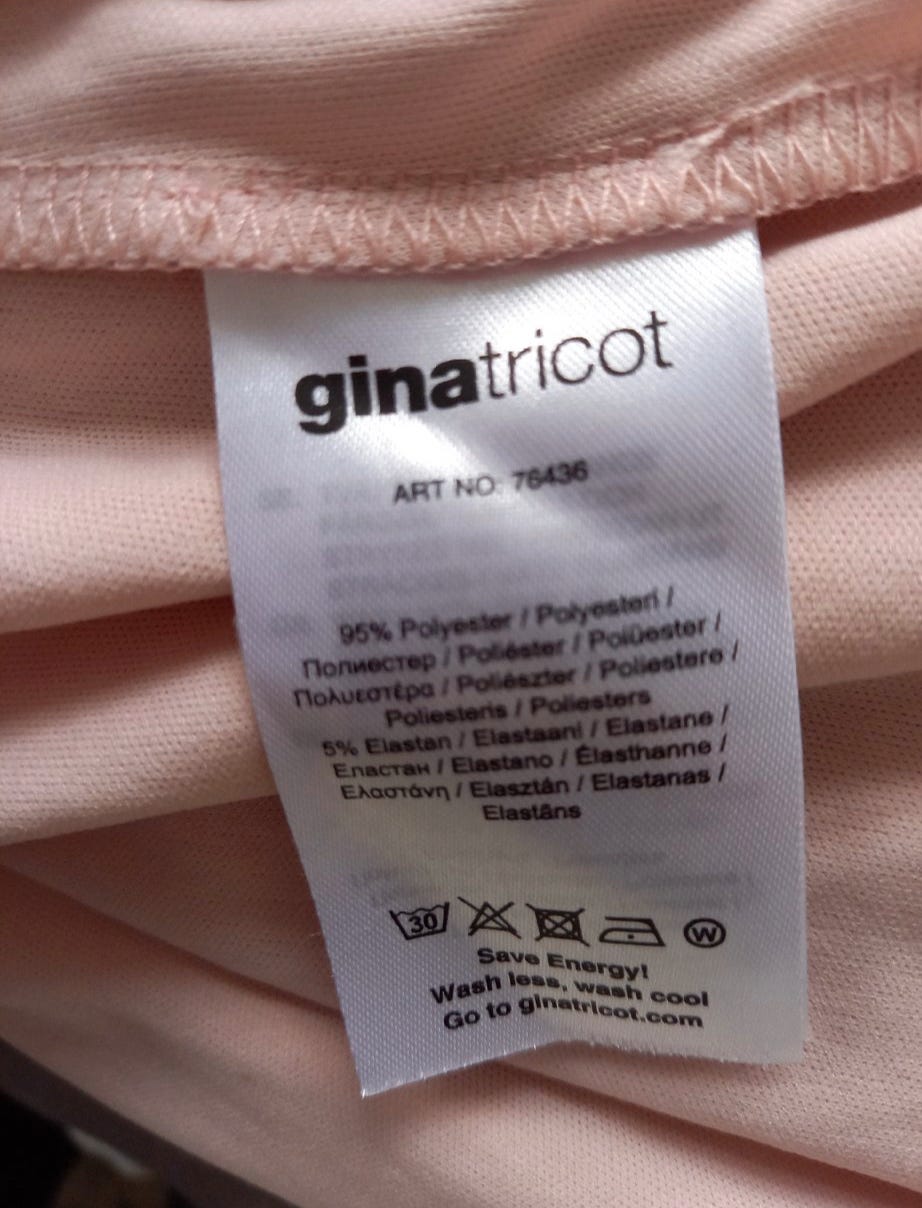 ginatricot
ART NO: 76436
95% Polyester / Polyesteri /
Полиестер / Poliéster / Polüester /
Πολυεστέρα / Poliészter / Poliestere /
Poliesteris / Poliesters
5% Elastan / Elastaani / Elastane /
Еластан / Elastano / Élasthanne /
Ελαστάνη / Elasztán / Elastanas /
Elastāns
30 W
Save Energy!
Wash less, wash cool
Go to ginatricot.com